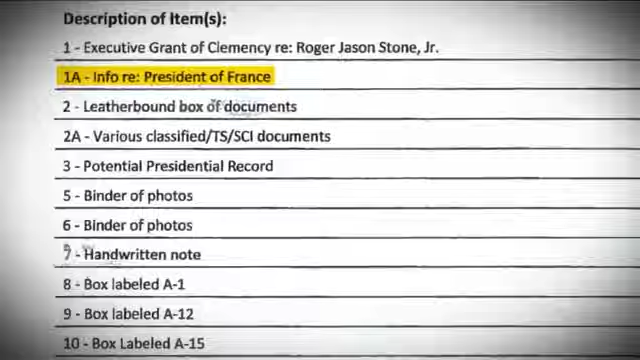 Description of Item(s):
1 - Executive Grant of Clemency re: Roger Jason Stone, Jr.
1A - Info re: President of France
2 - Leatherbound box of documents
2A - Various classified/TS/SCI documents
3 - Potential Presidential Record
5 - Binder of photos
6 - Binder of photos
7 - Handwritten note
8 - Box labeled A-1
9 - Box labeled A-12
10 - Box Labeled A-15